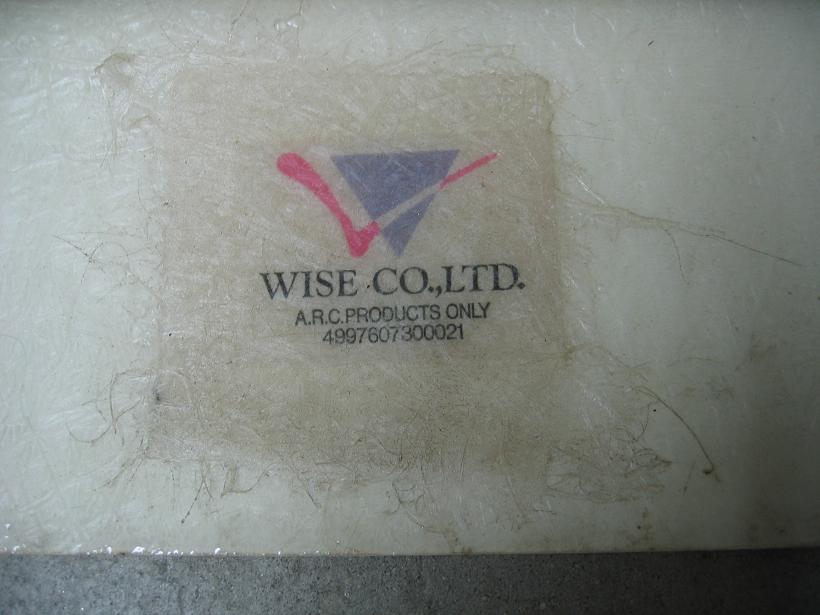 WISE CO.,LTD.
A.R.C.PRODUCTS ONLY
4997607300021